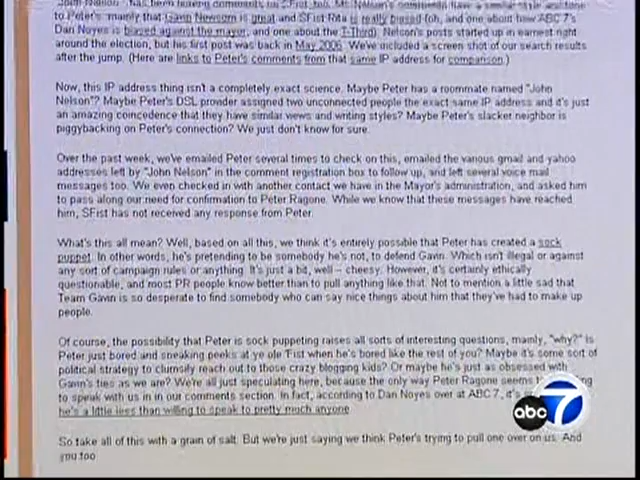 to Peter's: mainly that Gavin Newsom is great and SFist Rita is really biased (oh, and one about how ABC 7's
Dan Noyes is biased against the mayor, and one about the T-Third). Nelson's posts started up in earnest right
around the election, but his first post was back in May 2006. We've included a screen shot of our search results
after the jump. (Here are links to Peter's comments from that same IP address for comparison.)
Now, this IP address thing isn't a completely exact science. Maybe Peter has a roommate named "John
Nelson"? Maybe Peter's DSL provider assigned two unconnected people the exact same IP address and it's just
an amazing coincedence that they have similar views and writing styles? Maybe Peter's slacker neighbor is
piggybacking on Peter's connection? We just don't know for sure.
Over the past week, we've emailed Peter several times to check on this, emailed the various gmail and yahoo
addresses left by "John Nelson" in the comment registration box to follow up, and left several voice mail
messages too. We even checked in with another contact we have in the Mayor's administration, and asked him
to pass along our need for confirmation to Peter Ragone. While we know that these messages have reached
him, SFist has not received any response from Peter.
What's this all mean? Well, based on all this, we think it's entirely possible that Peter has created a sock
puppet. In other words, he's pretending to be somebody he's not, to defend Gavin. Which isn't illegal or against
any sort of campaign rules or anything. It's just a bit, well -- cheesy. However, it's certainly ethically
questionable, and most PR people know better than to pull anything like that. Not to mention a little sad that
Team Gavin is so desperate to find somebody who can say nice things about him that they've had to make up
people.
Of course, the possibility that Peter is sock puppeting raises all sorts of interesting questions, mainly, "why?" Is
Peter just bored and sneaking peeks at ye ole 'Fist when he's bored like the rest of you? Maybe it's some sort of
political strategy to clumsily reach out to those crazy blogging kids? Or maybe he's just as obsessed with
Gavin's ties as we are? We're all just speculating here, because the only way Peter Ragone seems
to speak with us in in our comments section. In fact, according to Dan Noyes over at ABC 7, it's
he's a little less than willing to speak to pretty much anyone
So take all of this with a grain of salt. But we're just saying we think Peter's trying to pull one over on us. And
you too
abc 7